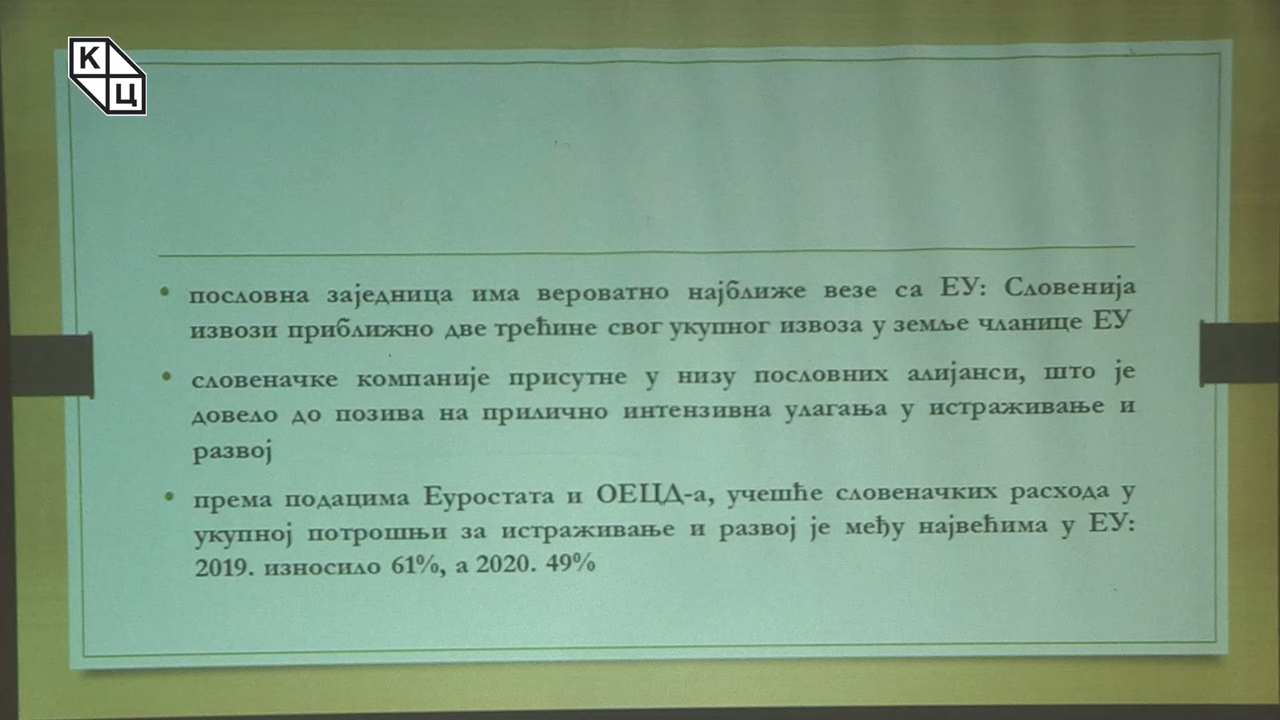 К
Ц
пословна заједница има вероватно најближе везе са ЕУ: Словенија
извози приближно две трећине свог укупног извоза у земље чланице ЕУ
словеначке компаније присутне у низу пословних алијанси, што је
довело до позива на прилично интензивна улагања у истраживање и
развој
према подацима Еуростата и ОЕЦД-а, учешће словеначких расхода у
укупној потрошњи за истраживање и развој је међу највећима у ЕУ:
2019. износило 61%, а 2020. 49%